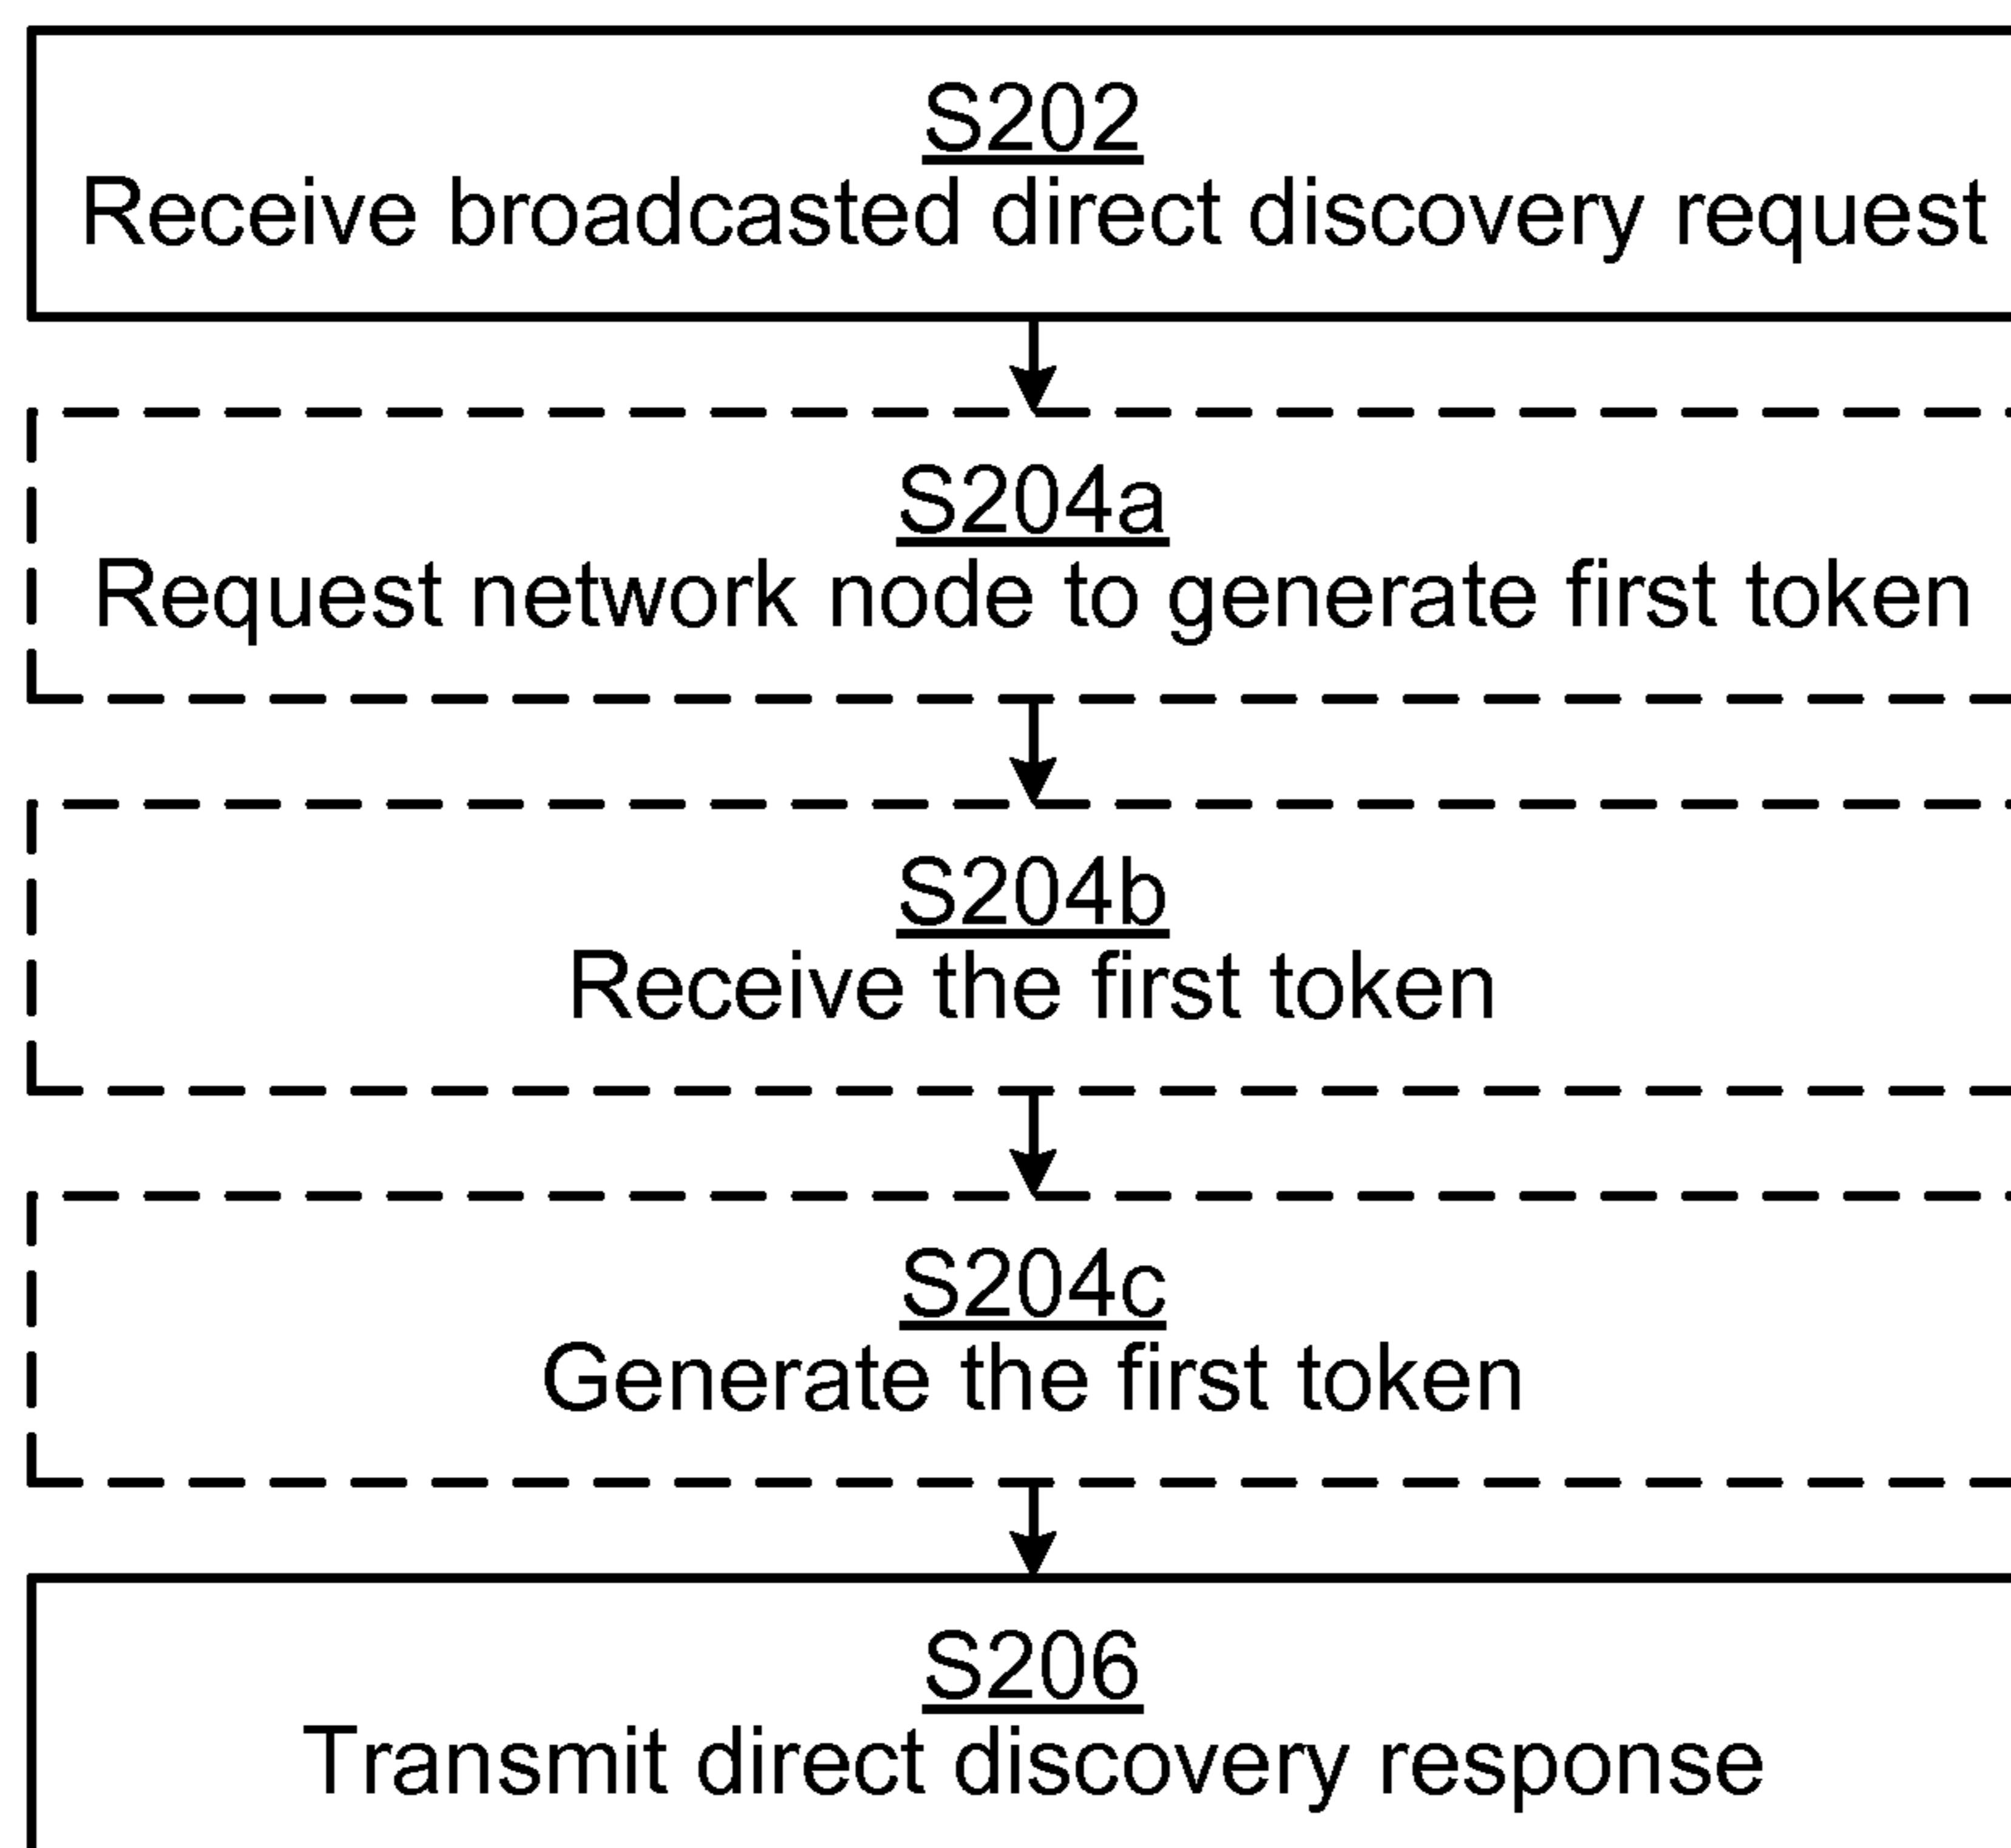 S202
Receive broadcasted direct discovery request
S204a
Request network node to generate first token
S204b
Receive the first token
S204c
Generate the first token
S206
Transmit direct discovery response